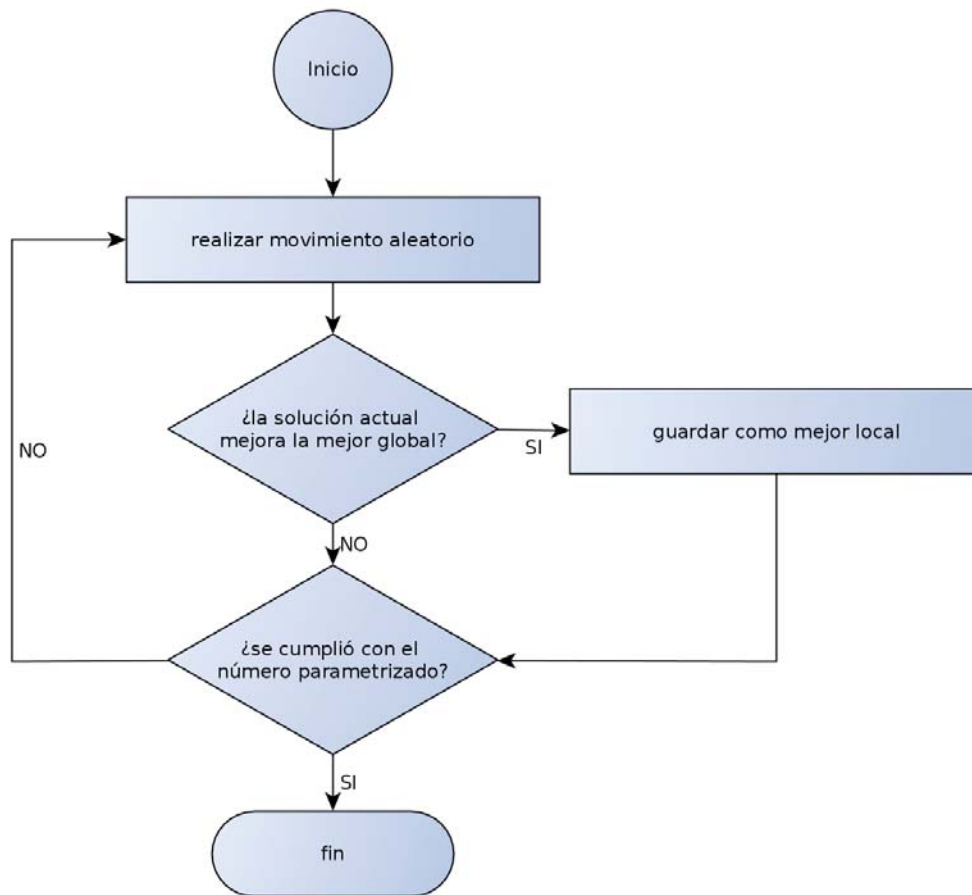 Inicio
realizar movimiento aleatorio
¿la solución actual
mejora la mejor global?
SI
guardar como mejor local
NO
NO
¿se cumplió con el
número parametrizado?
SI
fin